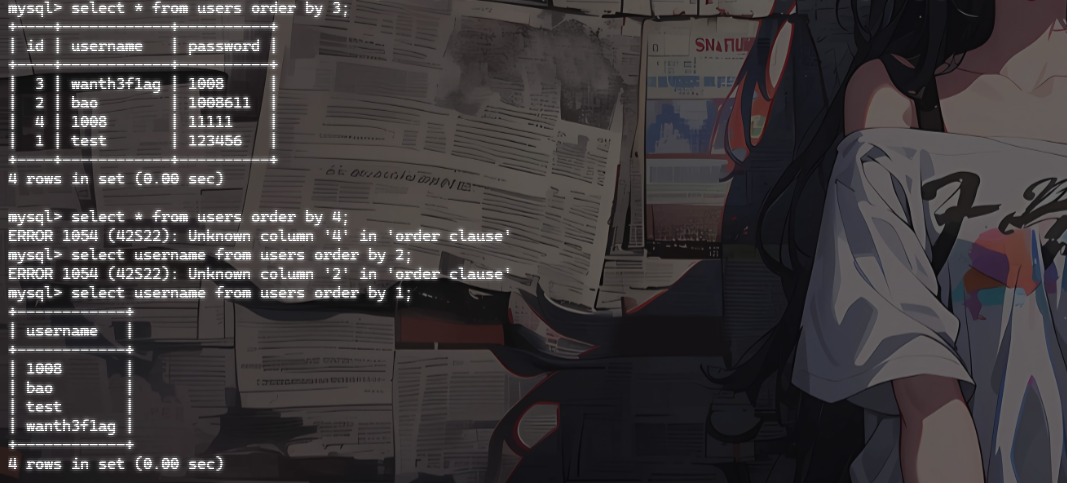 mysql> select * from users order by 3;
+----+------------+----------+
| id | username   | password |
+----+------------+----------+
|  3 | wanth3flag | 1008     |
|  2 | bao        | 1008611  |
|  4 | 1008       | 11111    |
|  1 | test       | 123456   |
+----+------------+----------+
4 rows in set (0.00 sec)
mysql> select * from users order by 4;
ERROR 1054 (42S22): Unknown column '4' in 'order clause'
mysql> select username from users order by 2;
ERROR 1054 (42S22): Unknown column '2' in 'order clause'
mysql> select username from users order by 1;
+------------+
| username   |
+------------+
| 1008       |
| bao        |
| test       |
| wanth3flag |
+------------+
4 rows in set (0.00 sec)